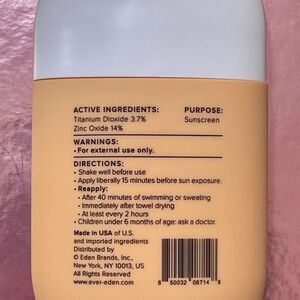 ACTIVE INGREDIENTS: PURPOSE:
Titanium Dioxide 3.7% Sunscreen
Zinc Oxide 14%
WARNINGS:
• For external use only.
DIRECTIONS:
• Shake well before use
• Apply liberally 15 minutes before sun exposure.
• Reapply:
• After 40 minutes of swimming or sweating
• Immediately after towel drying
• At least every 2 hours
• Children under 6 months of age: ask a doctor.
Made in USA of U.S.
and imported ingredients
Distributed by
© Eden Brands, Inc.
New York, NY 10013, US
All Rights Reserved
www.ever-eden.com
8 50032 08714 8